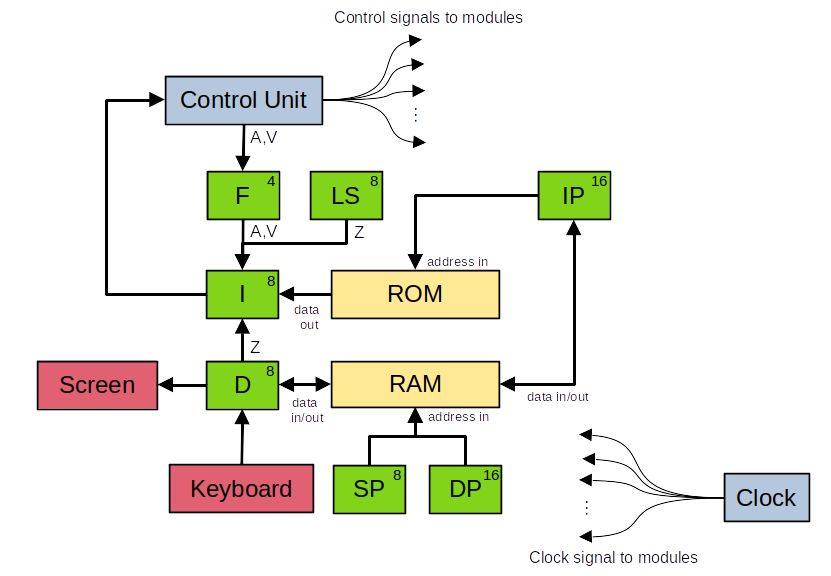 Control signals to modules
Control Unit
⋮
A,V
F 4
LS 8
IP 16
A,V
Z
address in
I 8
ROM
data
out
Z
Screen
D 8
RAM
data
in/out
address in
data in/out
Keyboard
SP 8
DP 16
Clock
⋮
Clock signal to modules